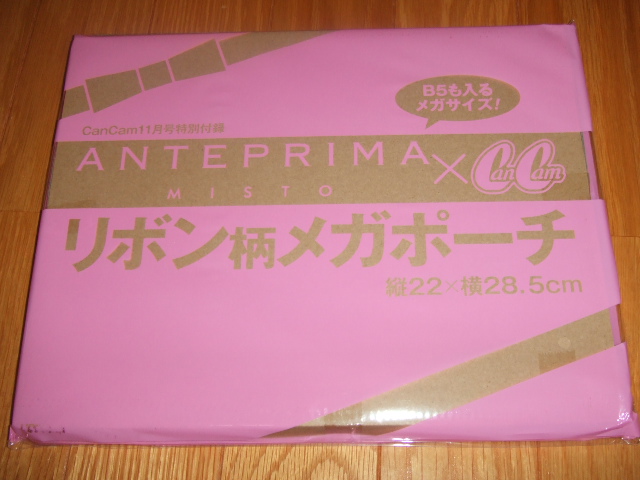 B5も入る
メガサイズ!
CanCam11月号特別付録
ANTEPRIMA×CanCam
MISTO
リボン柄メガポーチ
縦22×横28.5cm